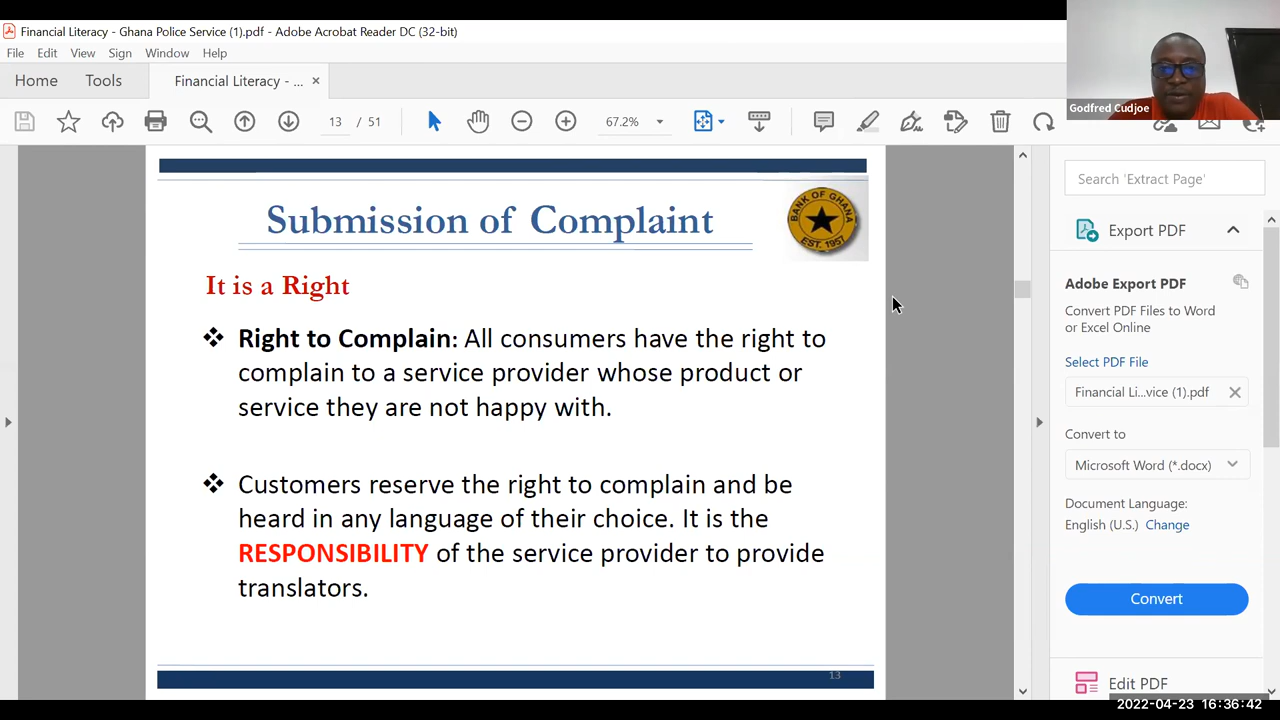 Financial Literacy - Ghana Police Service (1).pdf - Adobe Acrobat Reader DC (32-bit)
File Edit View Sign Window Help
Home Tools Financial Literacy - ... ×
13 / 51 67.2%
Godfred Cudjoe
Submission of Complaint
BANK OF GHANA
EST. 1957
It is a Right
❖ Right to Complain: All consumers have the right to
complain to a service provider whose product or
service they are not happy with.
❖ Customers reserve the right to complain and be
heard in any language of their choice. It is the
RESPONSIBILITY of the service provider to provide
translators.
13
Search 'Extract Page'
Export PDF
Adobe Export PDF
Convert PDF Files to Word
or Excel Online
Select PDF File
Financial Li...vice (1).pdf
Convert to
Microsoft Word (*.docx)
Document Language:
English (U.S.) Change
Convert
Edit PDF
2022-04-23 16:36:42